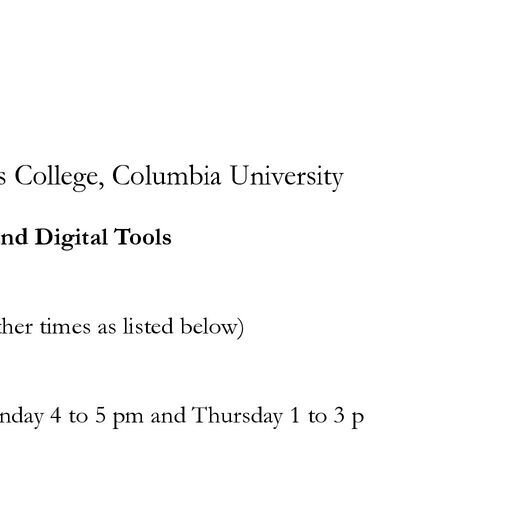 s College, Columbia University
nd Digital Tools
ther times as listed below)
nday 4 to 5 pm and Thursday 1 to 3 p